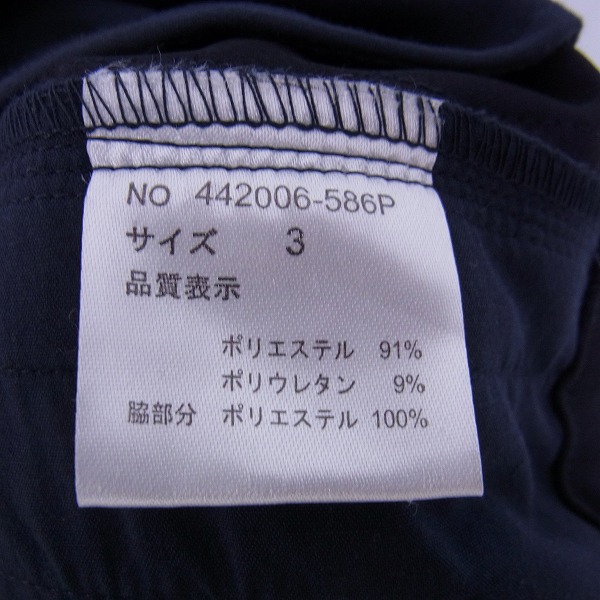 NO 442006-586P
サイズ 3
品質表示
ポリエステル 91%
ポリウレタン 9%
脇部分 ポリエステル 100%